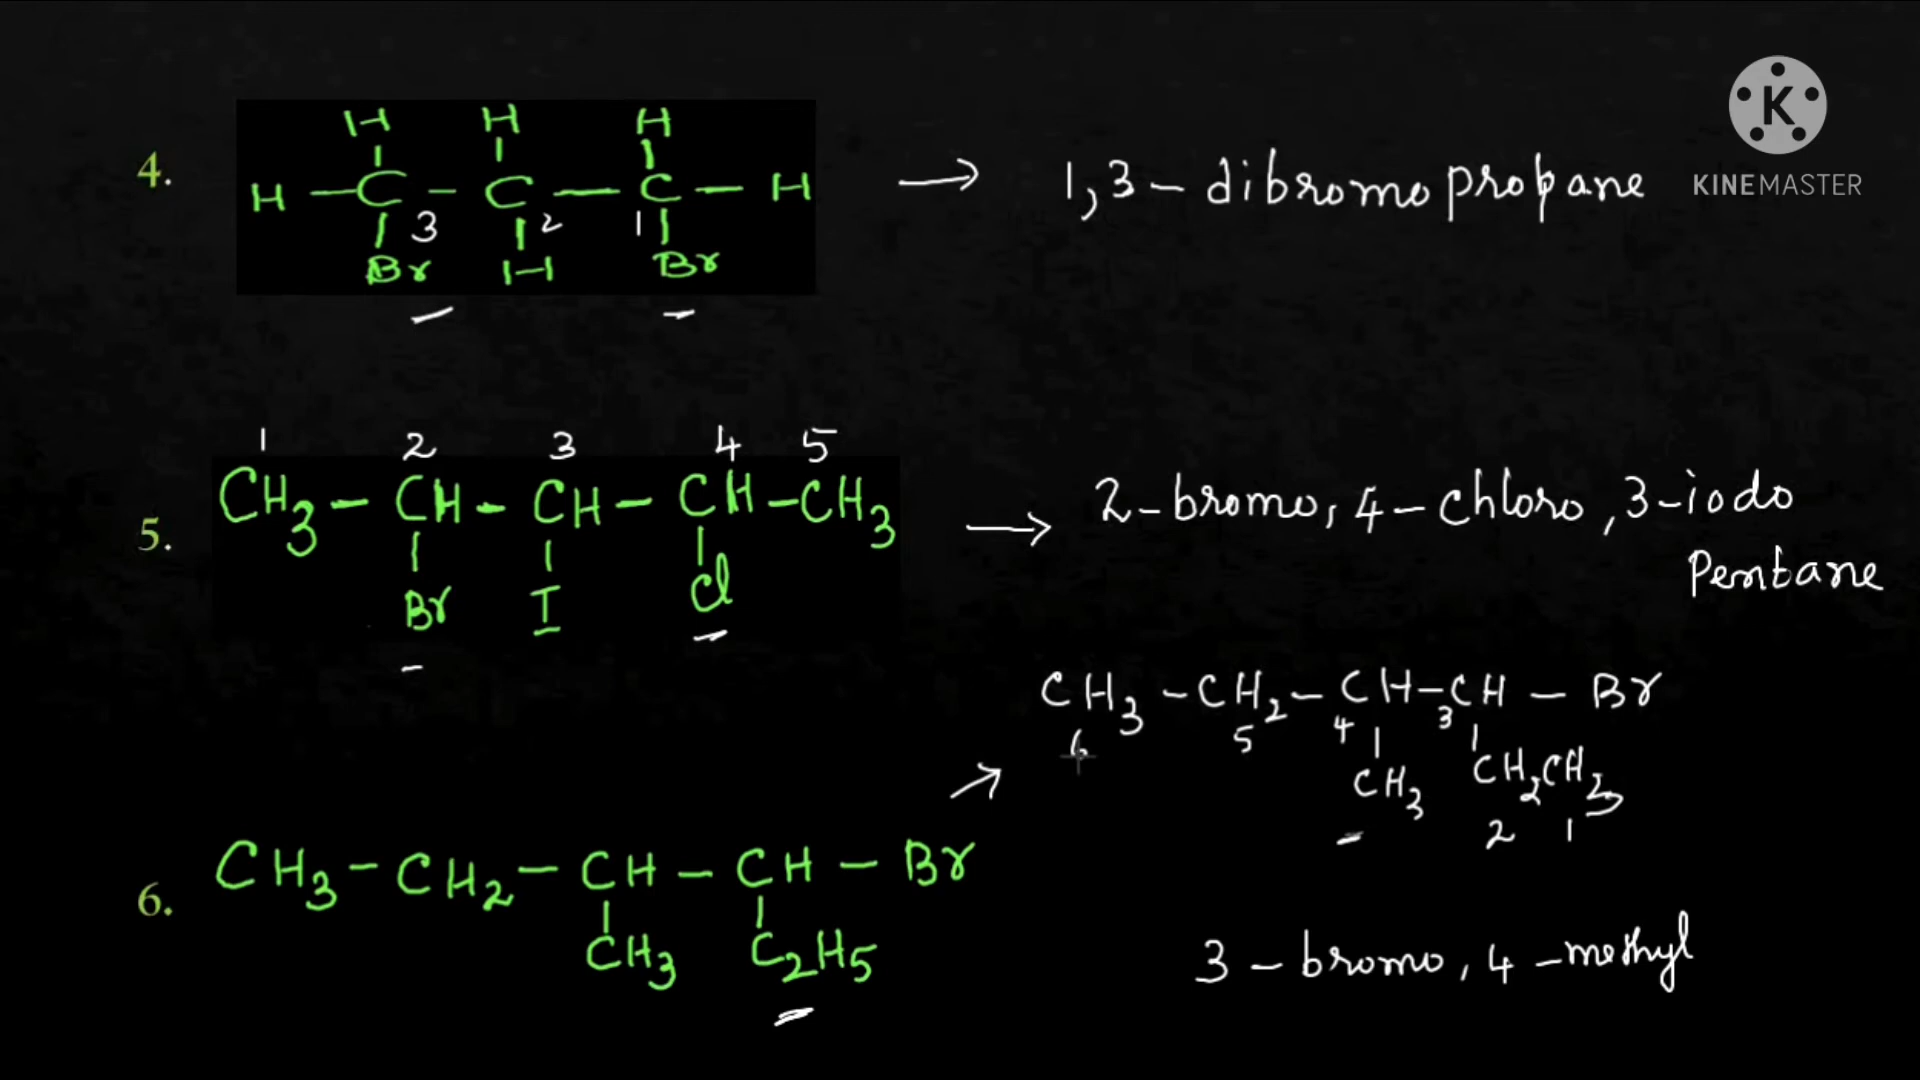 H H H
4. H — C — C — C — H → 1,3 - dibromopropane
3 2 1
Br H Br
KINEMASTER
1 2 3 4 5
5. CH3 — CH — CH — CH — CH3 → 2-bromo, 4-chloro, 3-iodo
Br I Cl
Pentane
CH3 - CH2 - CH - CH — Br
6 5 4 3
CH3 CH2CH3
2 1
6. CH3 - CH2 — CH — CH — Br
CH3 C2H5
3 - bromo, 4 - methyl